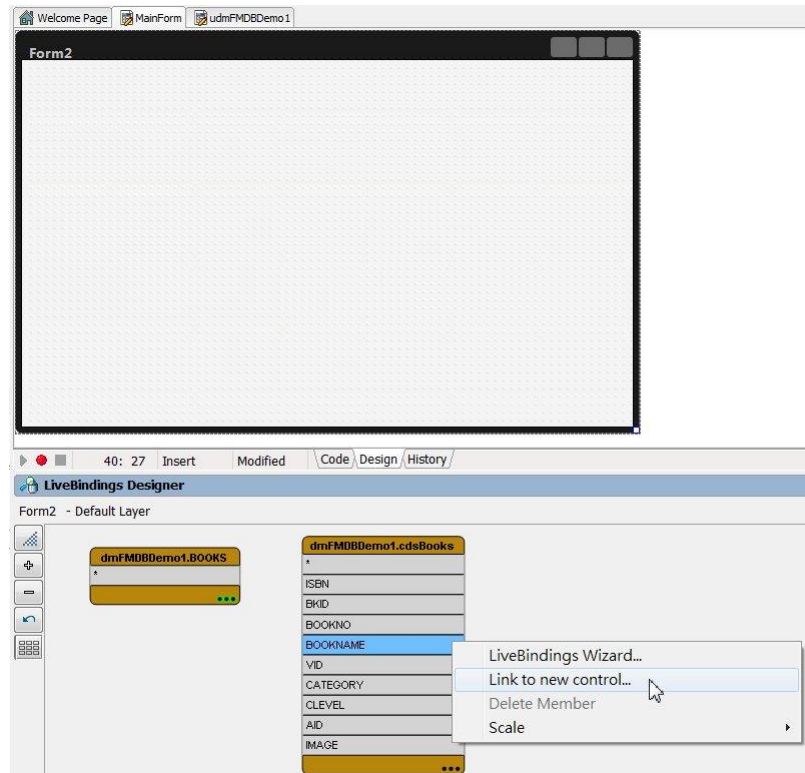 Welcome Page MainForm udmFMDBDemo1
Form2
40: 27 Insert Modified Code Design History
LiveBindings Designer
Form2 - Default Layer
dmFMDBDemo1.BOOKS
*
dmFMDBDemo1.cdsBooks
*
ISBN
BKID
BOOKNO
BOOKNAME
VID
CATEGORY
CLEVEL
AID
IMAGE
LiveBindings Wizard...
Link to new control...
Delete Member
Scale